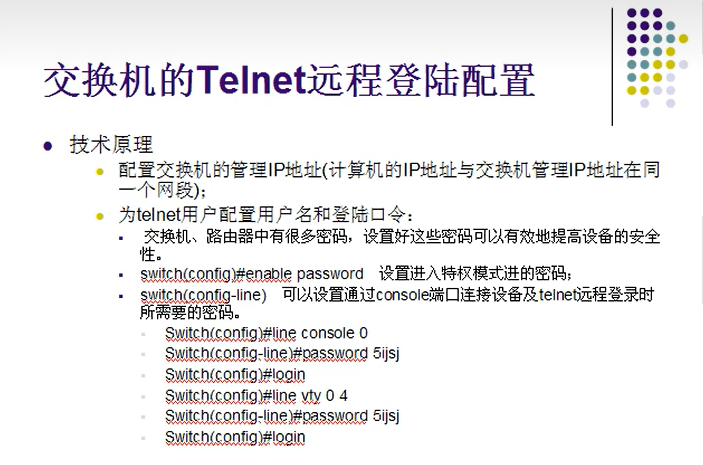 交换机的Telnet远程登陆配置
技术原理
配置交换机的管理IP地址(计算机的IP地址与交换机管理IP地址在同
一个网段);
为telnet用户配置用户名和登陆口令：
交换机、路由器中有很多密码，设置好这些密码可以有效地提高设备的安全
性。
switch(config)#enable password 设置进入特权模式进的密码;
switch(config-line) 可以设置通过console端口连接设备及telnet远程登录时
所需要的密码。
Switch(config)#line console 0
Switch(config-line)#password 5ijsj
Switch(config)#login
Switch(config)#line vty 0 4
Switch(config-line)#password 5ijsj
Switch(config)#login